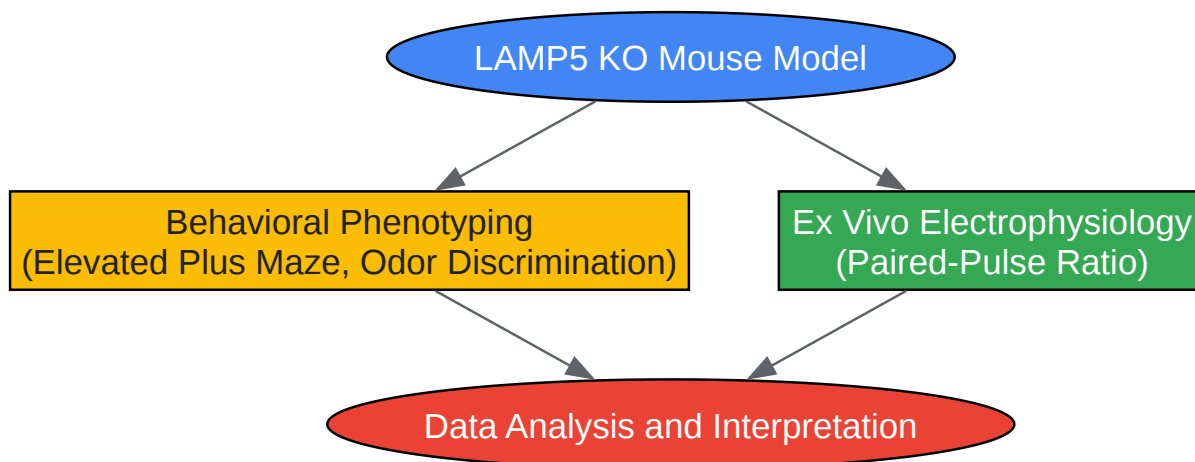 LAMP5 KO Mouse Model
Behavioral Phenotyping
(Elevated Plus Maze, Odor Discrimination)
Ex Vivo Electrophysiology
(Paired-Pulse Ratio)
Data Analysis and Interpretation